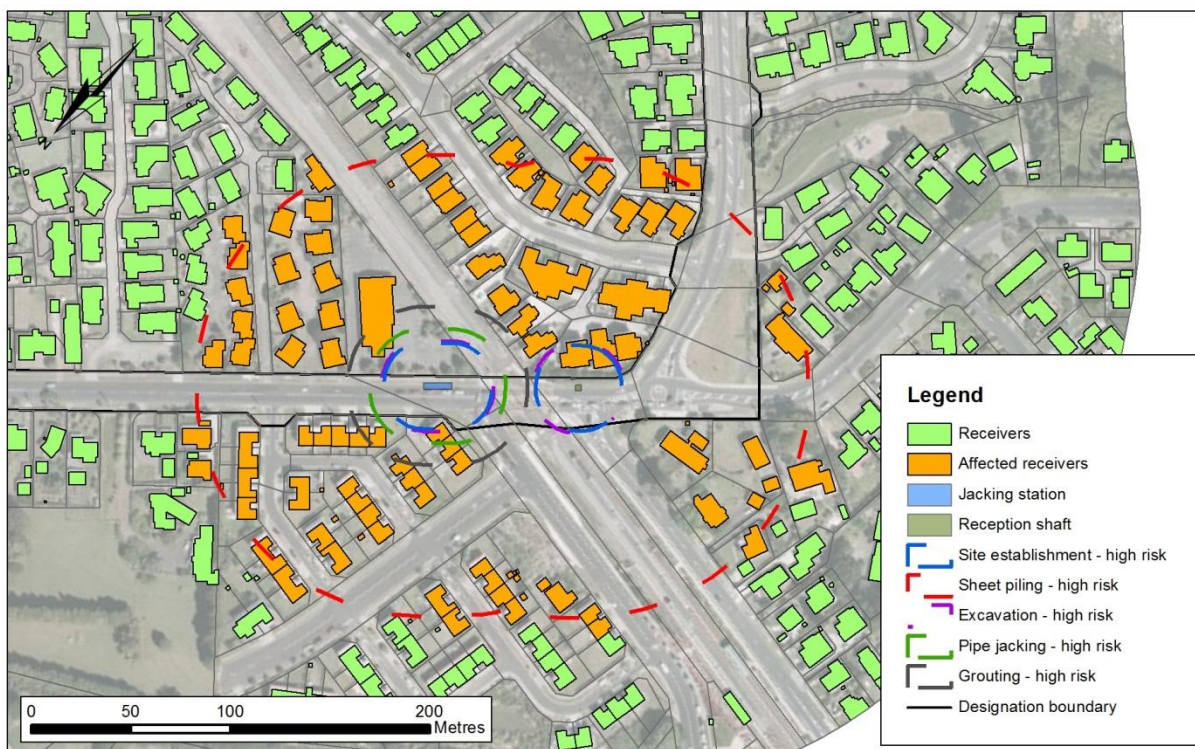 N
Legend
Receivers
Affected receivers
Jacking station
Reception shaft
Site establishment - high risk
Sheet piling - high risk
Excavation - high risk
Pipe jacking - high risk
Grouting - high risk
Designation boundary
0 50 100 200
Metres